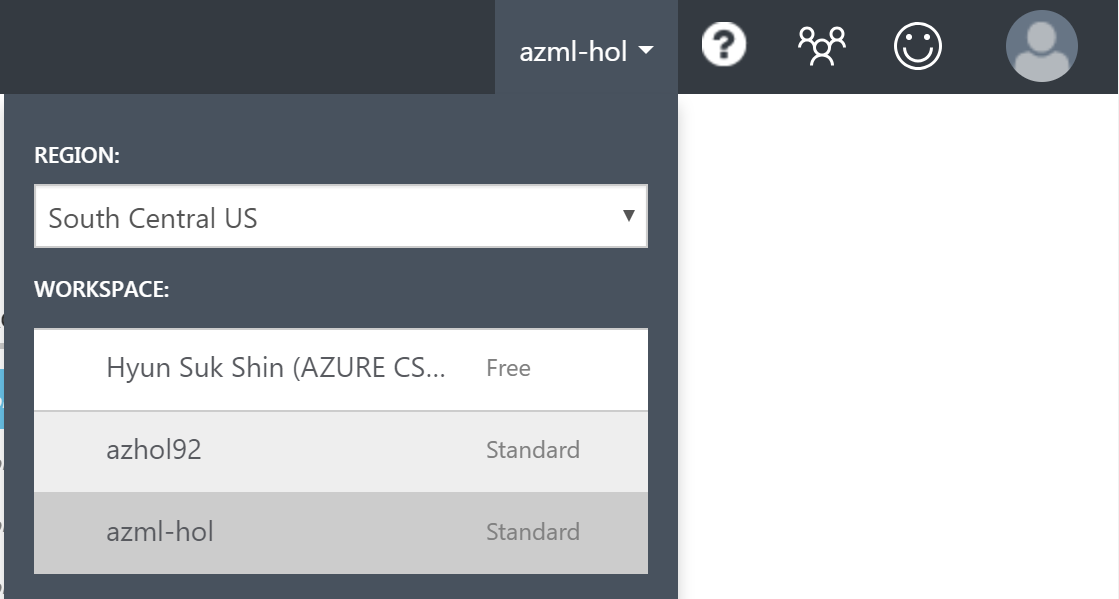 azml-hol
?
REGION:
South Central US
WORKSPACE:
Hyun Suk Shin (AZURE CS... Free
azhol92 Standard
azml-hol Standard